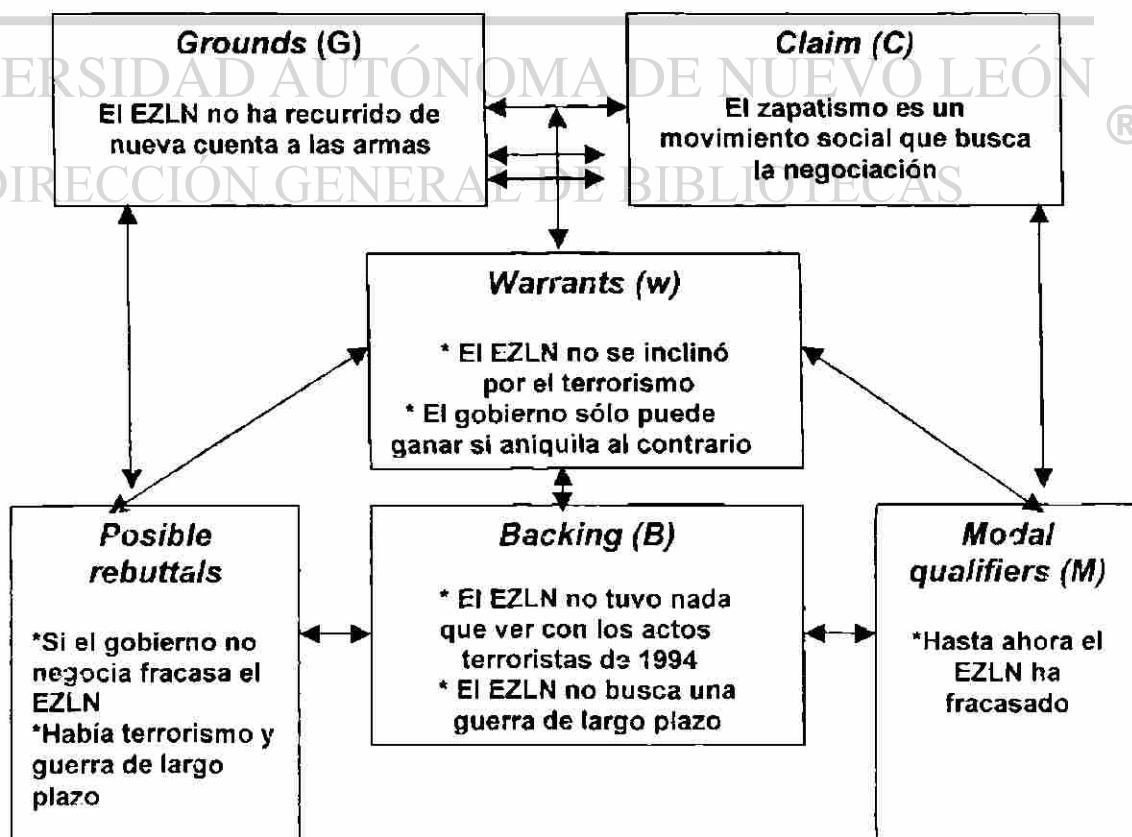 Grounds (G)
El EZLN no ha recurrido de
nueva cuenta a las armas
Claim (C)
El zapatismo es un
movimiento social que busca
la negociación
ERSIDAD AUTÓNOMA DE NUEVO LEÓN
®
DIRECCIÓN GENERAL DE BIBLIOTECAS
Warrants (w)
* El EZLN no se inclinó
por el terrorismo
* El gobierno sólo puede
ganar si aniquila al contrario
Posible
rebuttals
*Si el gobierno no
negocia fracasa el
EZLN
*Había terrorismo y
guerra de largo
plazo
Backing (B)
* El EZLN no tuvo nada
que ver con los actos
terroristas de 1994
* El EZLN no busca una
guerra de largo plazo
Modal
qualifiers (M)
*Hasta ahora el
EZLN ha
fracasado